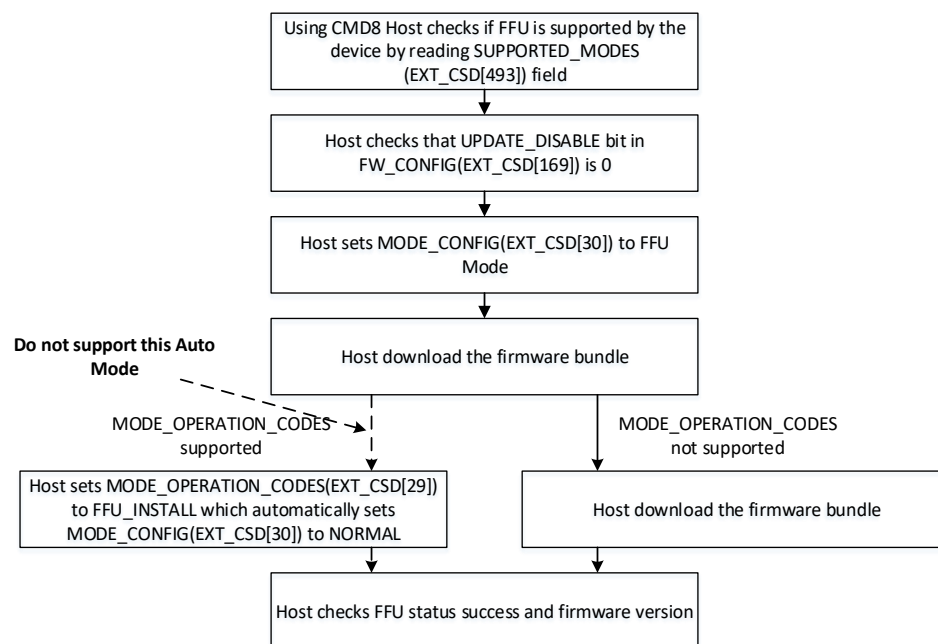 Using CMD8 Host checks if FFU is supported by the
device by reading SUPPORTED_MODES
(EXT_CSD[493]) field
Host checks that UPDATE_DISABLE bit in
FW_CONFIG(EXT_CSD[169]) is 0
Host sets MODE_CONFIG(EXT_CSD[30]) to FFU
Mode
Host download the firmware bundle
Do not support this Auto
Mode
MODE_OPERATION_CODES
supported
MODE_OPERATION_CODES
not supported
Host sets MODE_OPERATION_CODES(EXT_CSD[29])
to FFU_INSTALL which automatically sets
MODE_CONFIG(EXT_CSD[30]) to NORMAL
Host download the firmware bundle
Host checks FFU status success and firmware version